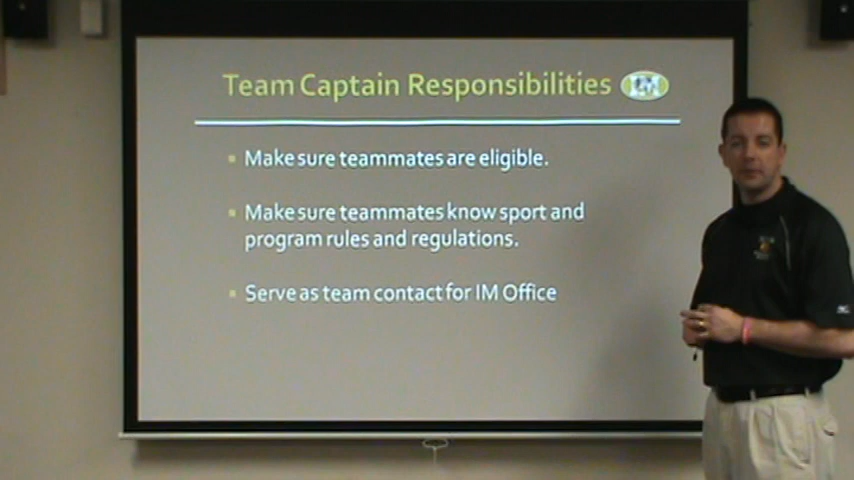 Team Captain Responsibilities IM
Make sure teammates are eligible.
Make sure teammates know sport and
program rules and regulations.
Serve as team contact for IM Office